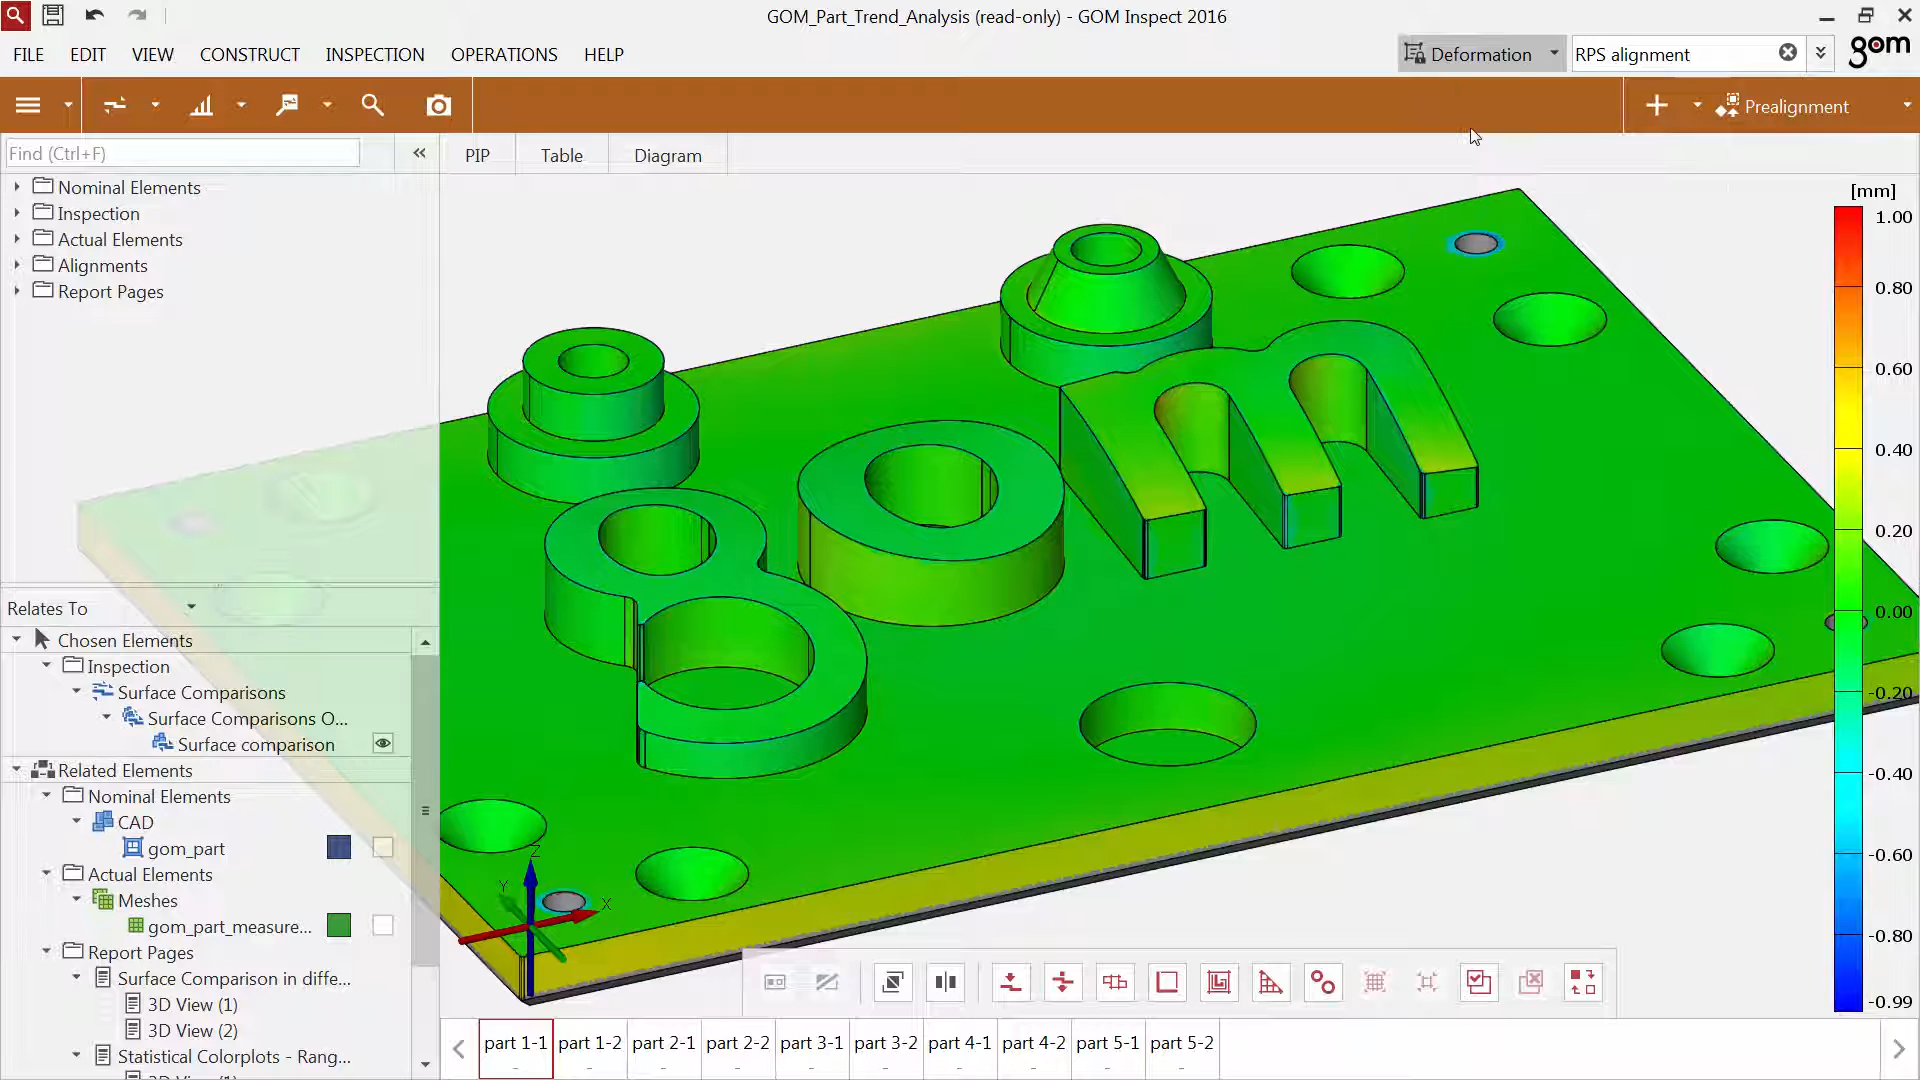 GOM_Part_Trend_Analysis (read-only) - GOM Inspect 2016
FILE EDIT VIEW CONSTRUCT INSPECTION OPERATIONS HELP
Deformation
RPS alignment
gom
Prealignment
Find (Ctrl+F)
PIP Table Diagram
Nominal Elements
Inspection
Actual Elements
Alignments
Report Pages
Relates To
Chosen Elements
Inspection
Surface Comparisons
Surface Comparisons O...
Surface comparison
Related Elements
Nominal Elements
CAD
gom_part
Actual Elements
Meshes
gom_part_measure...
Report Pages
Surface Comparison in diffe...
3D View (1)
3D View (2)
Statistical Colorplots - Rang...
gom
Z
Y
X
[mm]
1.00
0.80
0.60
0.40
0.20
0.00
-0.20
-0.40
-0.60
-0.80
-0.99
part 1-1 part 1-2 part 2-1 part 2-2 part 3-1 part 3-2 part 4-1 part 4-2 part 5-1 part 5-2
- - - - - - - - - -